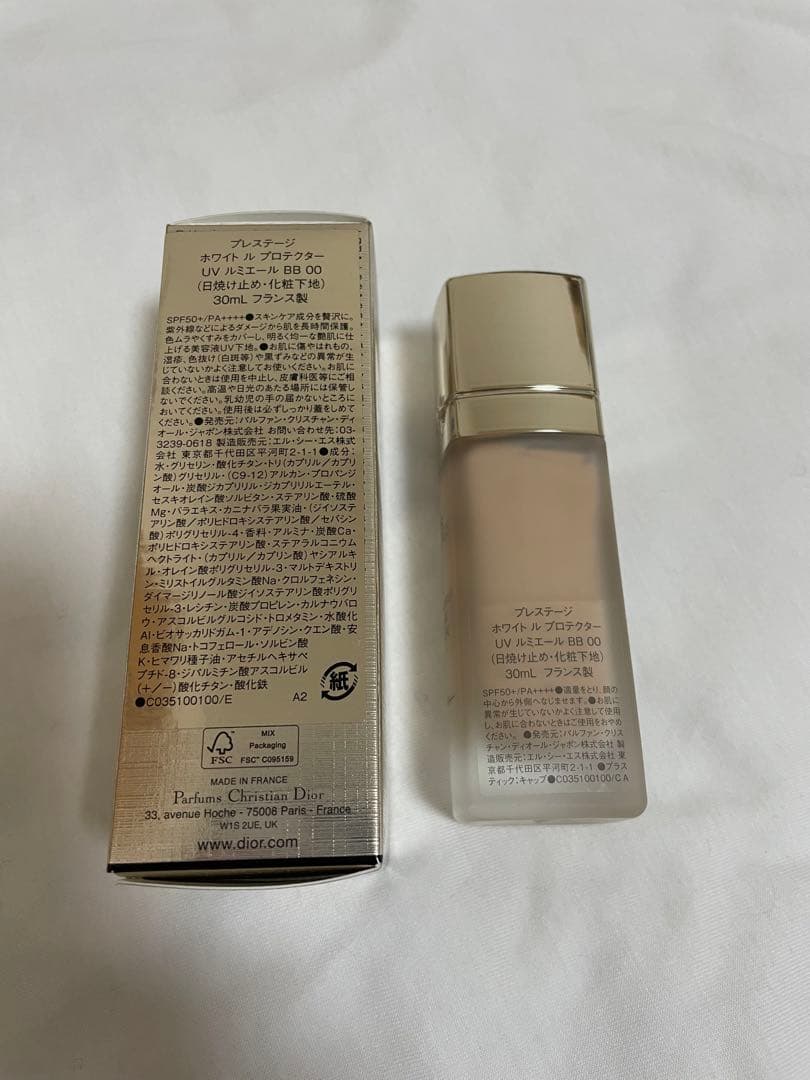 プレステージ
ホワイト ル プロテクター
UV ルミエール BB 00
(日焼け止め・化粧下地)
30mL フランス製
SPF50+/PA++++●スキンケア成分を贅沢に。
紫外線などによるダメージから肌を長時間保護。
色ムラやくすみをカバーし、明るく均一な艶肌に仕
上げる美容液UV下地。●お肌に傷やはれもの、
湿疹、色抜け(白斑等)や黒ずみなどの異常が生
じていないかよく注意してお使いください。お肌に
合わないときは使用を中止し、皮膚科医等にご相
談ください。高温や日光のあたる場所には保管し
ないでください。乳幼児の手の届かないところに
おいてください。使用後は必ずしっかり蓋をしめて
ください。●発売元:パルファン・クリスチャン・ディ
オール・ジャポン株式会社 お問い合わせ先:03-
3239-0618 製造販売元:エル・シー・エス株式会
社 東京都千代田区平河町2-1-1●成分:
水・グリセリン・酸化チタン・トリ(カプリル/カプリ
ン酸)グリセリル・(C9-12)アルカン・プロパンジ
オール・炭酸ジカプリリル・ジカプリリルエーテル・
セスキオレイン酸ソルビタン・ステアリン酸・硫酸
Mg・バラエキス・カニナバラ果実油・(ジイソステ
アリン酸/ポリヒドロキシステアリン酸/セバシン
酸)ポリグリセリル-4・香料・アルミナ・炭酸Ca・
ポリヒドロキシステアリン酸・ステアラルコニウム
ヘクトライト・(カプリル/カプリン酸)ヤシアルキ
ル・オレイン酸ポリグリセリル-3・マルトデキストリ
ン・ミリストイルグルタミン酸Na・クロルフェネシン・
ダイマージリノール酸ジイソステアリン酸ポリグリ
セリル-3・レシチン・炭酸プロピレン・カルナウバロ
ウ・アスコルビルグルコシド・トロメタミン・水酸化
Al・ビオサッカリドガム-1・アデノシン・クエン酸・安
息香酸Na・トコフェロール・ソルビン酸
K・ヒマワリ種子油・アセチルヘキサペ
プチド-8・ジパルミチン酸アスコルビル
(+/-)酸化チタン・酸化鉄
●C035100100/E A2
紙
FSC
MIX
Packaging
FSC™ C095159
MADE IN FRANCE
Parfums Christian Dior
33, avenue Hoche - 75008 Paris - France
W1S 2UE, UK
www.dior.com
プレステージ
ホワイト ル プロテクター
UV ルミエール BB 00
(日焼け止め・化粧下地)
30mL フランス製
SPF50+/PA++++●適量をとり、顔の
中心から外側へなじませます。●お肌に
異常が生じていないかよく注意して使用
し、お肌に合わないときはご使用をおやめ
ください。●発売元:パルファン・クリス
チャン・ディオール・ジャポン株式会社 製
造販売元:エル・シー・エス株式会社 東
京都千代田区平河町2-1-1●プラス
ティック:キャップ●C035100100/C A